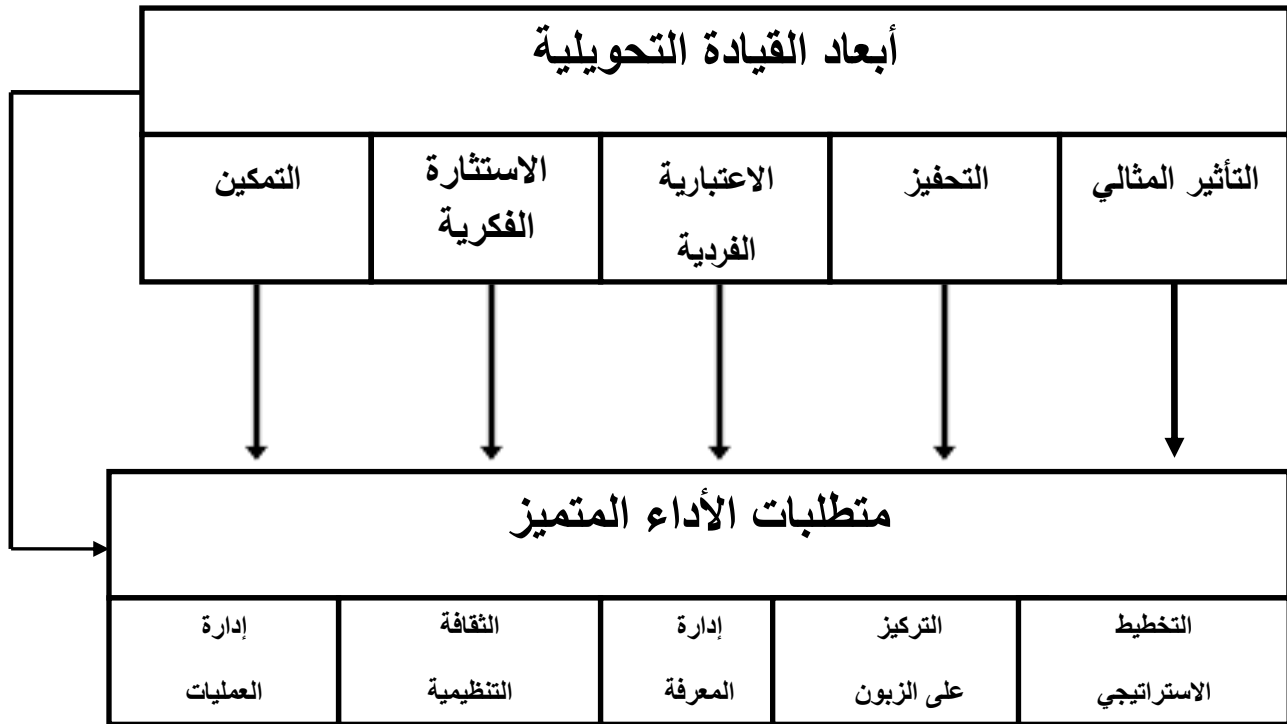 أبعاد القيادة التحويلية
التأثير المثالي
التحفيز
الاعتبارية
الفردية
الاستثارة
الفكرية
التمكين
متطلبات الأداء المتميز
التخطيط
الاستراتيجي
التركيز
على الزبون
إدارة
المعرفة
الثقافة
التنظيمية
إدارة
العمليات